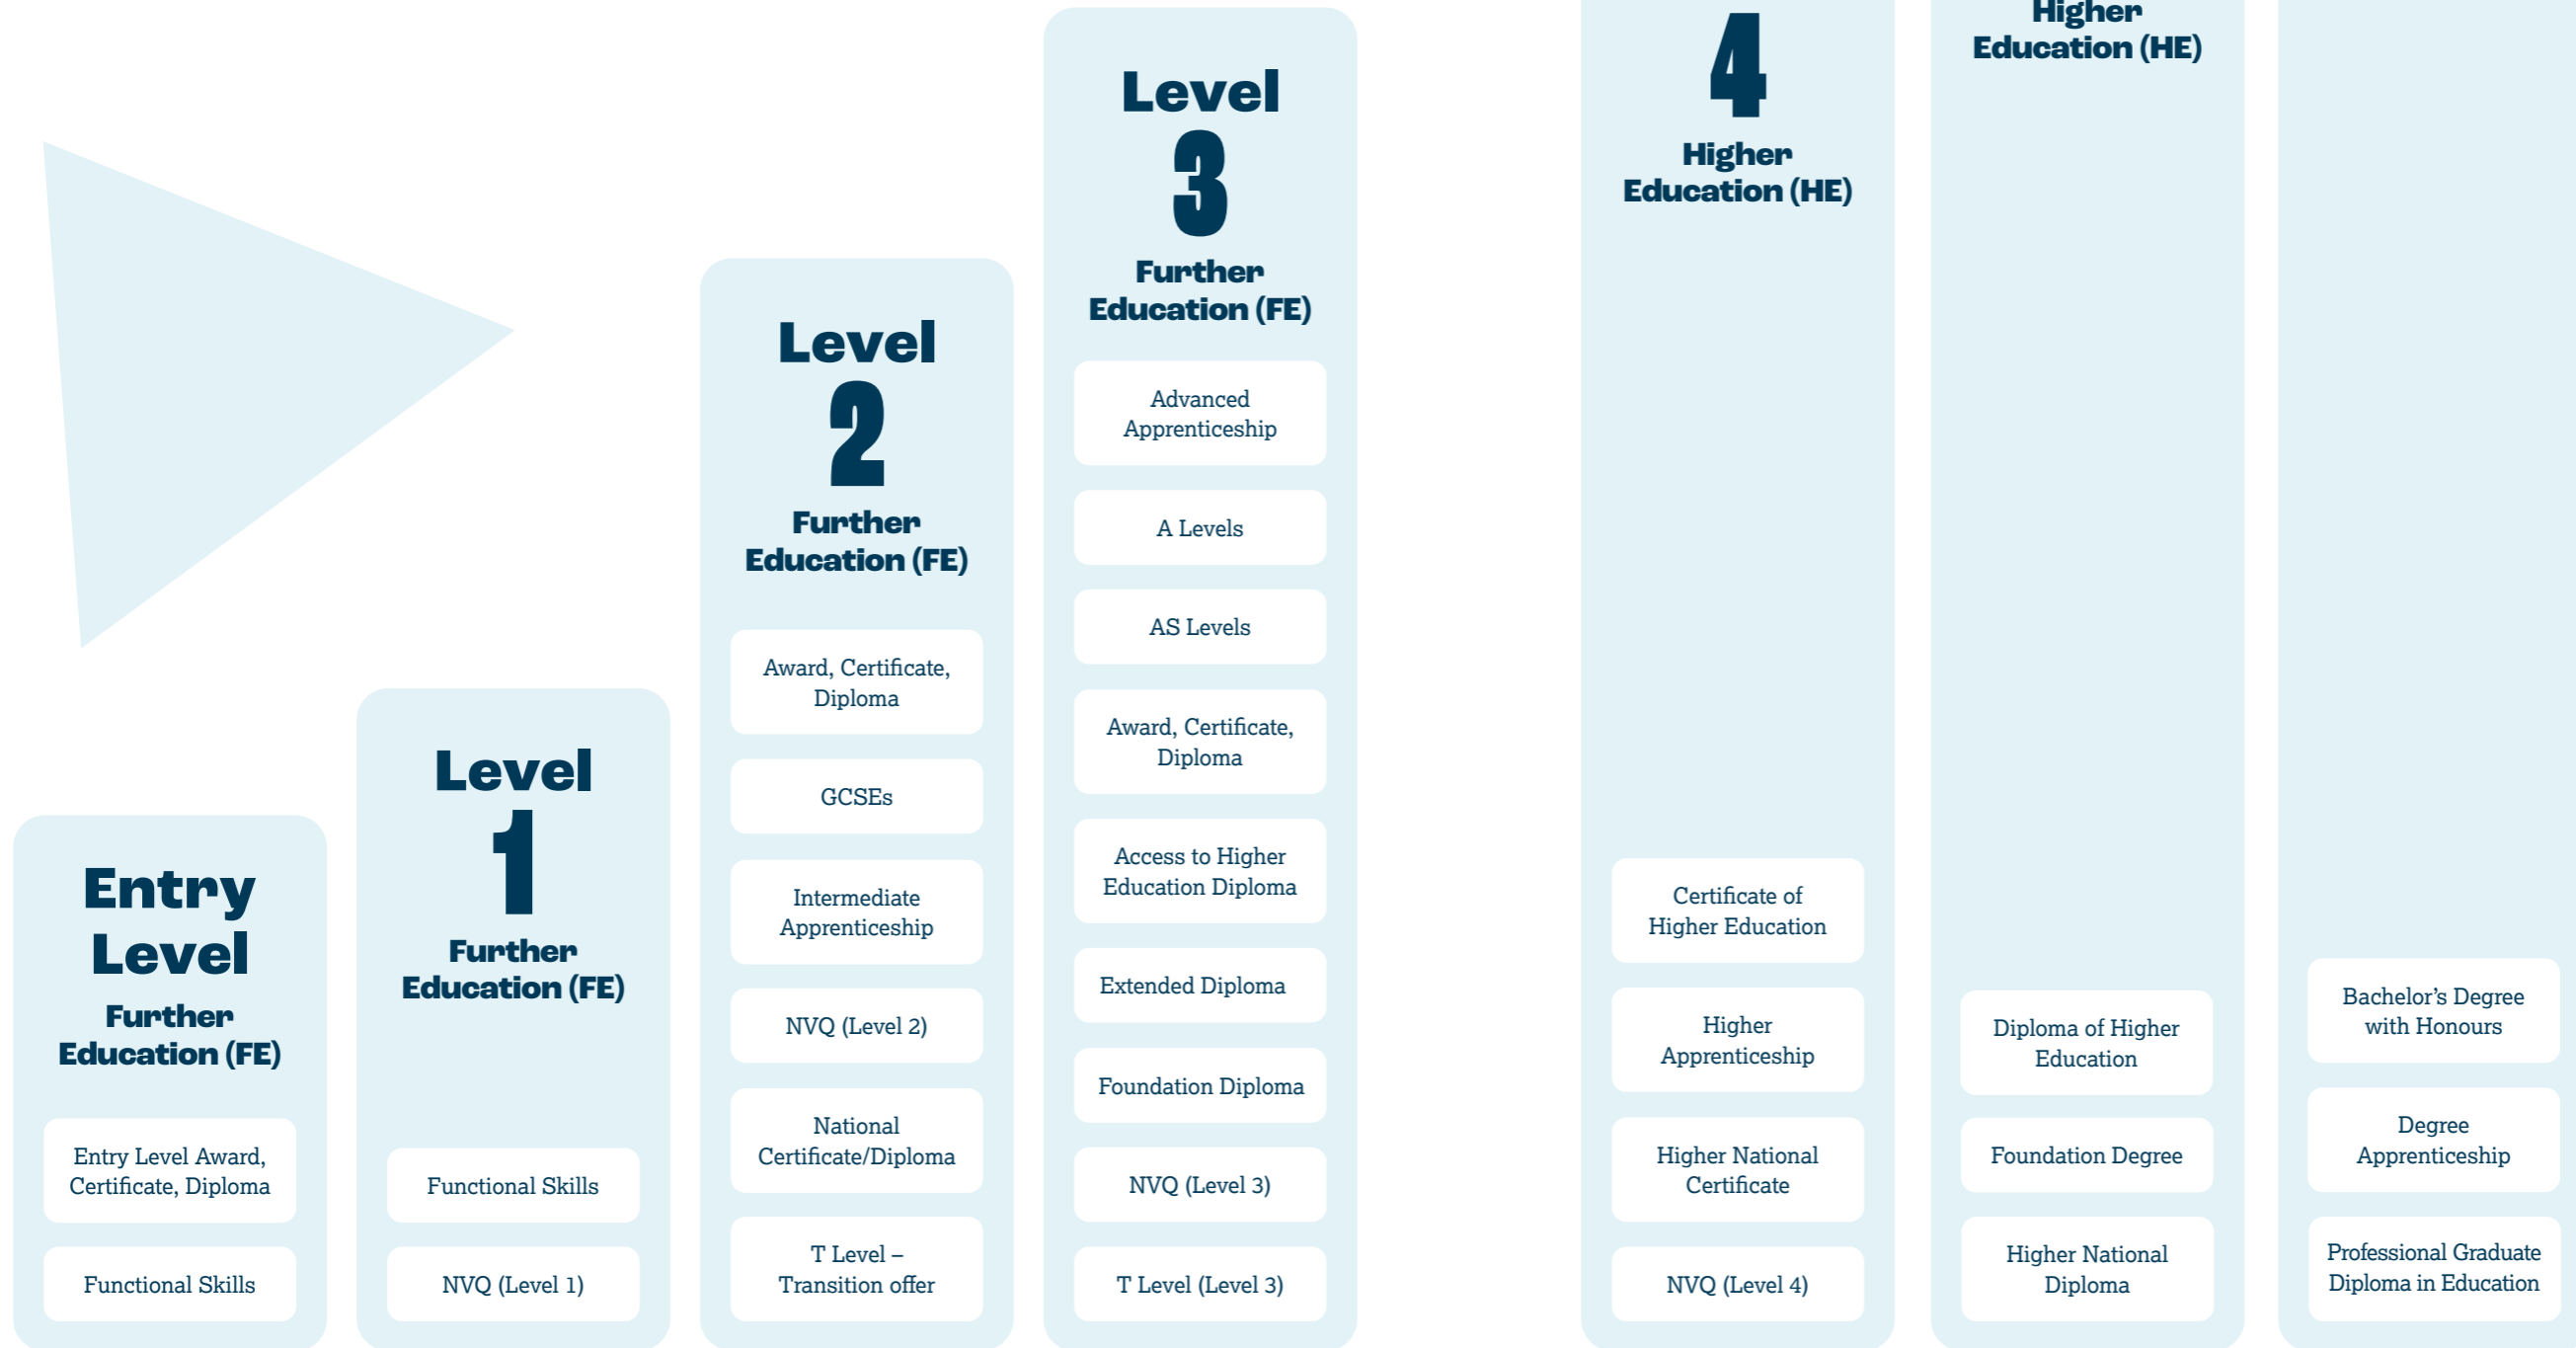 Entry
Level
Further
Education (FE)
Entry Level Award,
Certificate, Diploma
Functional Skills
Level
1
Further
Education (FE)
Functional Skills
NVQ (Level 1)
Level
2
Further
Education (FE)
Award, Certificate,
Diploma
GCSEs
Intermediate
Apprenticeship
NVQ (Level 2)
National
Certificate/Diploma
T Level –
Transition offer
Level
3
Further
Education (FE)
Advanced
Apprenticeship
A Levels
AS Levels
Award, Certificate,
Diploma
Access to Higher
Education Diploma
Extended Diploma
Foundation Diploma
NVQ (Level 3)
T Level (Level 3)
4
Higher
Education (HE)
Certificate of
Higher Education
Higher
Apprenticeship
Higher National
Certificate
NVQ (Level 4)
Higher
Education (HE)
Diploma of Higher
Education
Foundation Degree
Higher National
Diploma
Bachelor’s Degree
with Honours
Degree
Apprenticeship
Professional Graduate
Diploma in Education